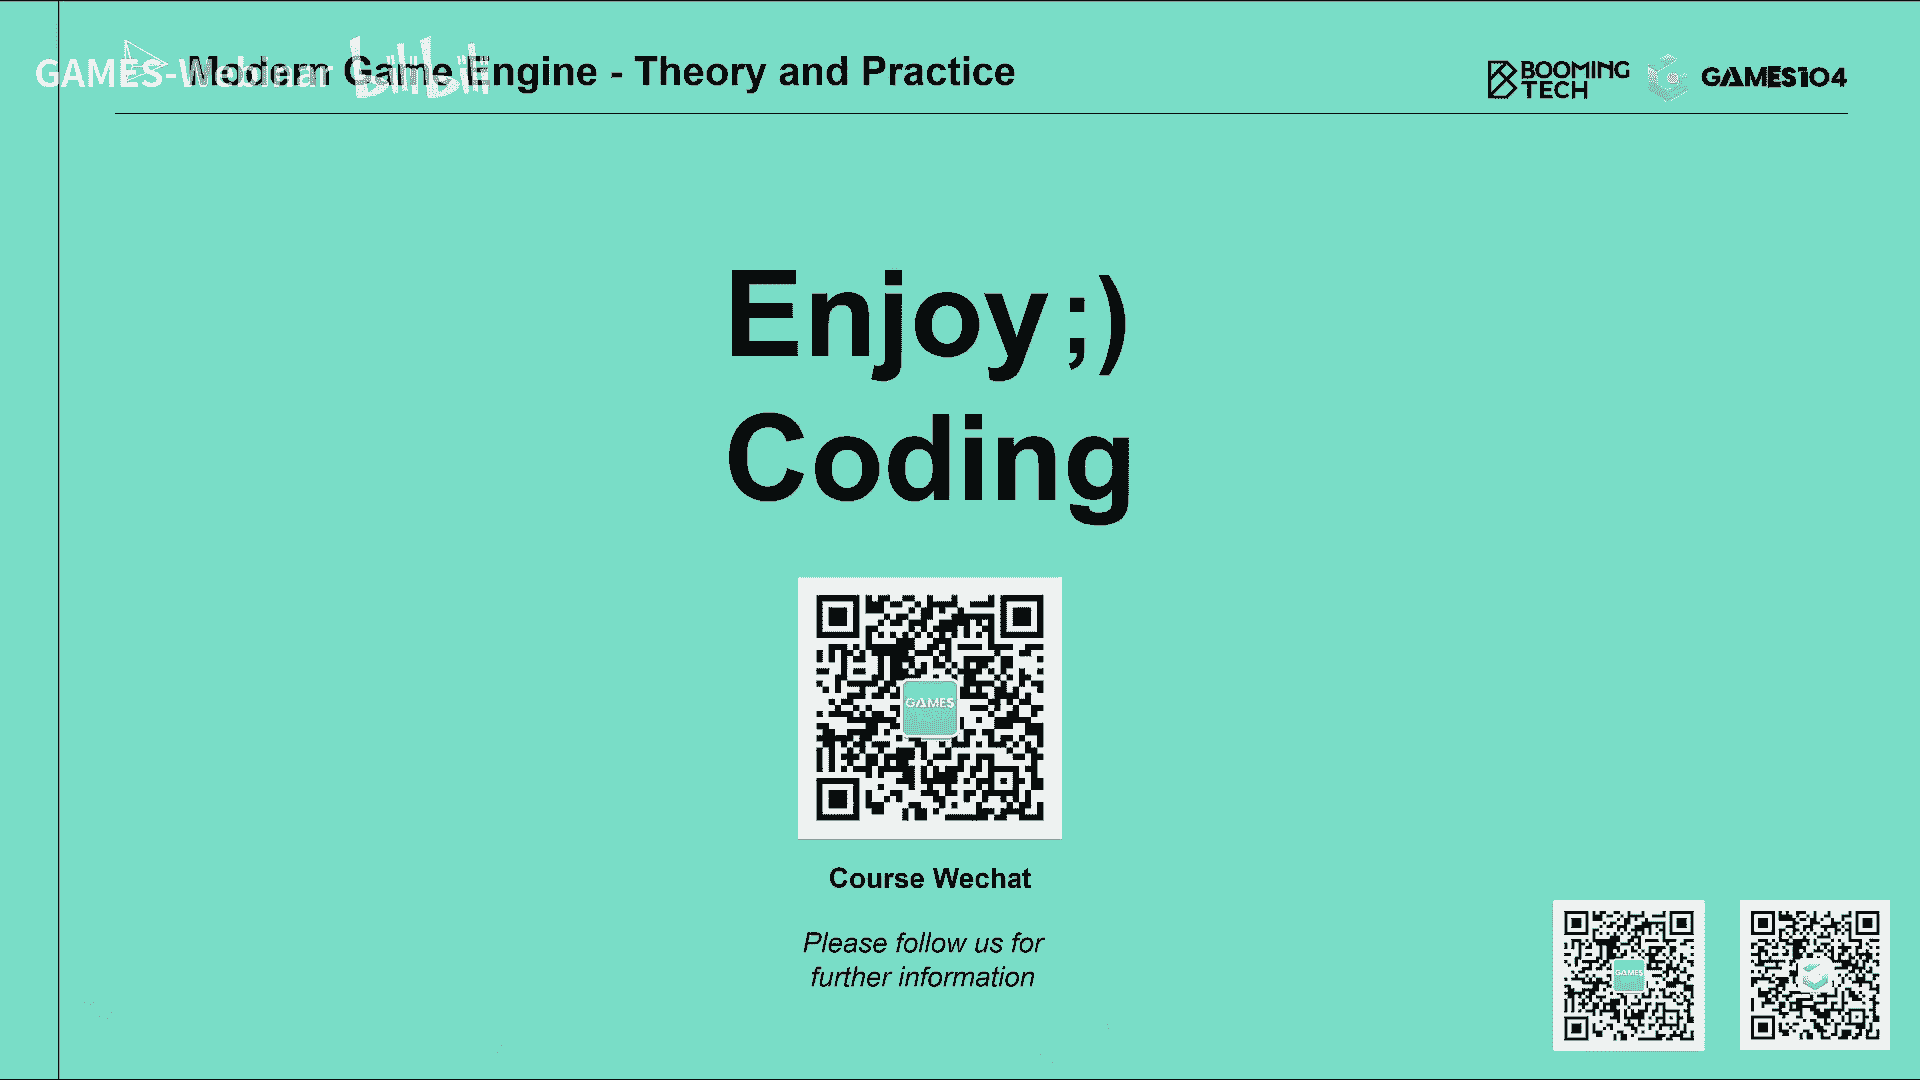 GAMES-Webinar bilibili
Modern Game Engine - Theory and Practice
BOOMING
TECH
GAMES104
Enjoy ;)
Coding
GAMES
Course Wechat
Please follow us for
further information
GAMES